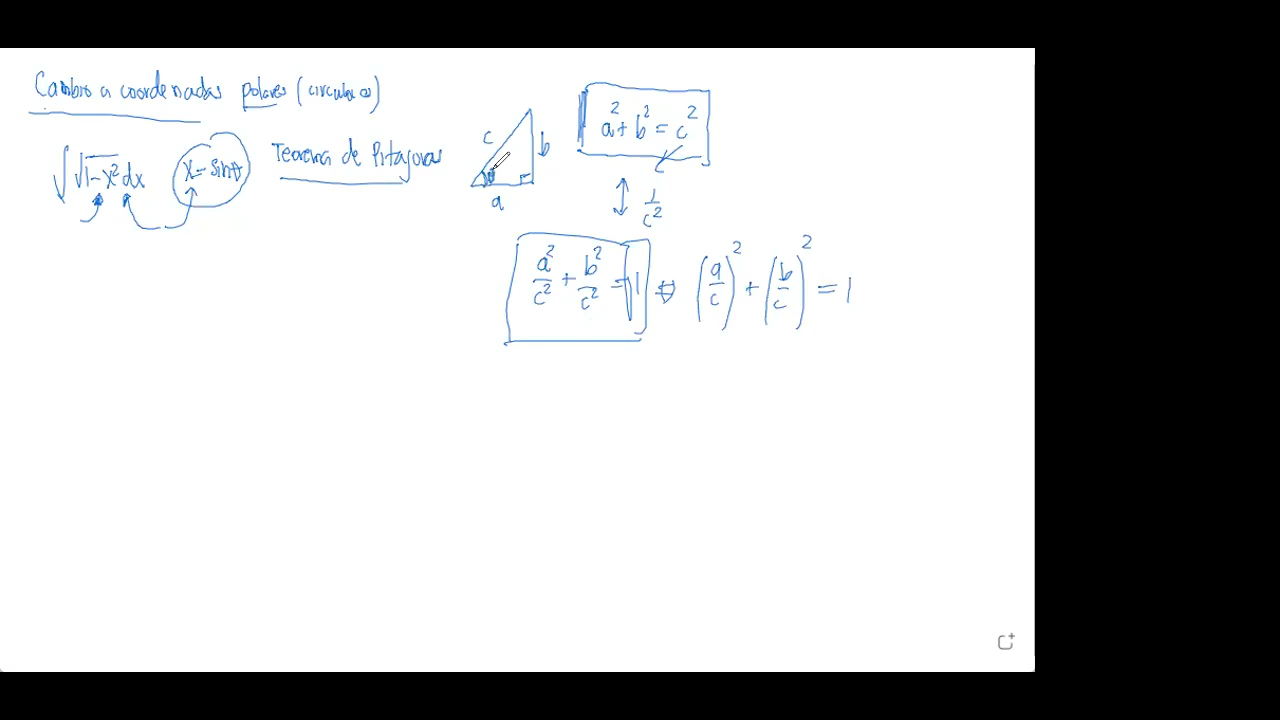 Cambio a coordenadas polares (circulares)
∫√1-x² dx x = sinθ Teorema de Pitagoras
c b a
a² + b² = c²
1/c²
a²/c² + b²/c² = 1 ⇔ (a/c)² + (b/c)² = 1